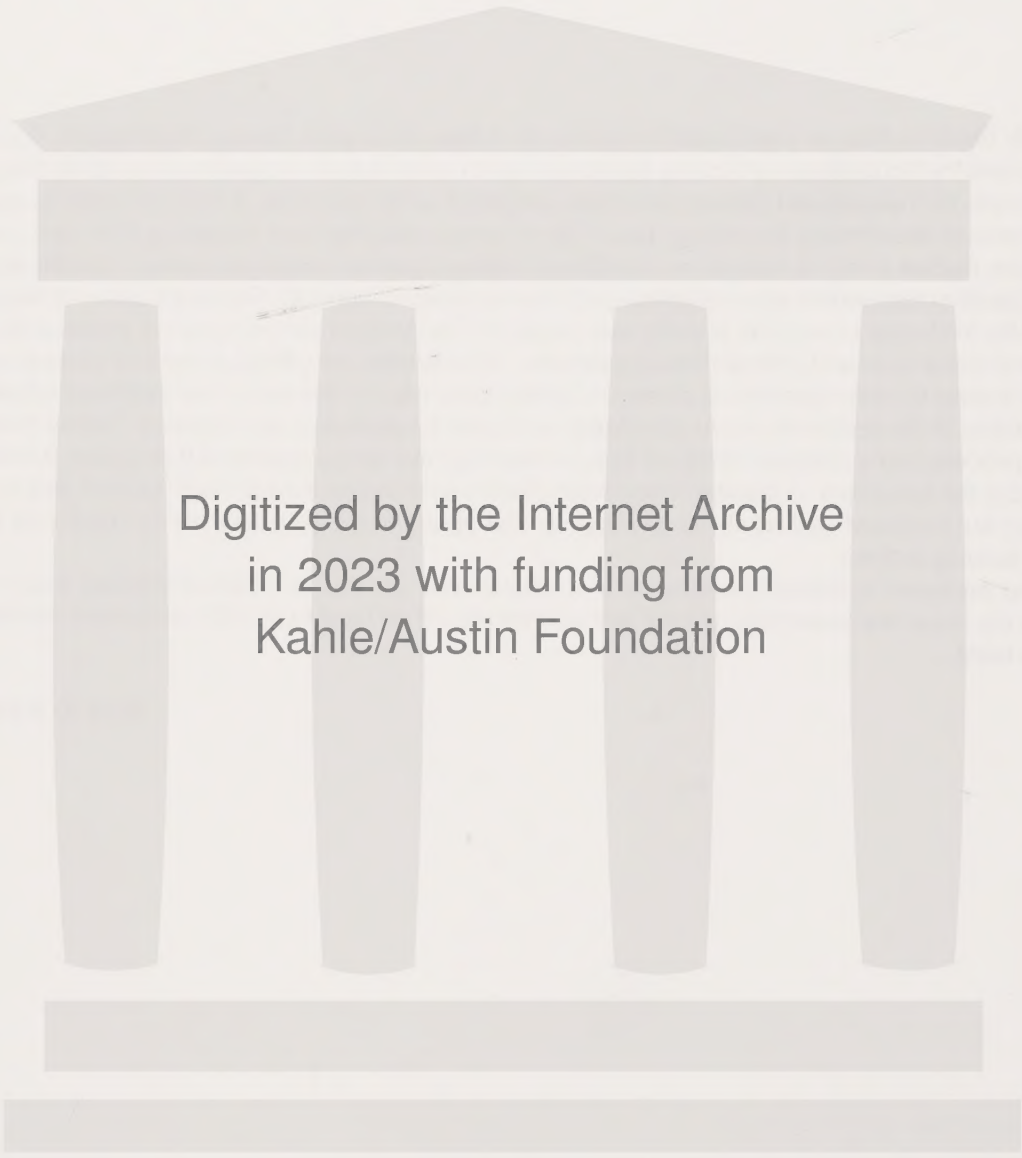 Digitized by the Internet Archive
in 2023 with funding from
Kahle/Austin Foundation